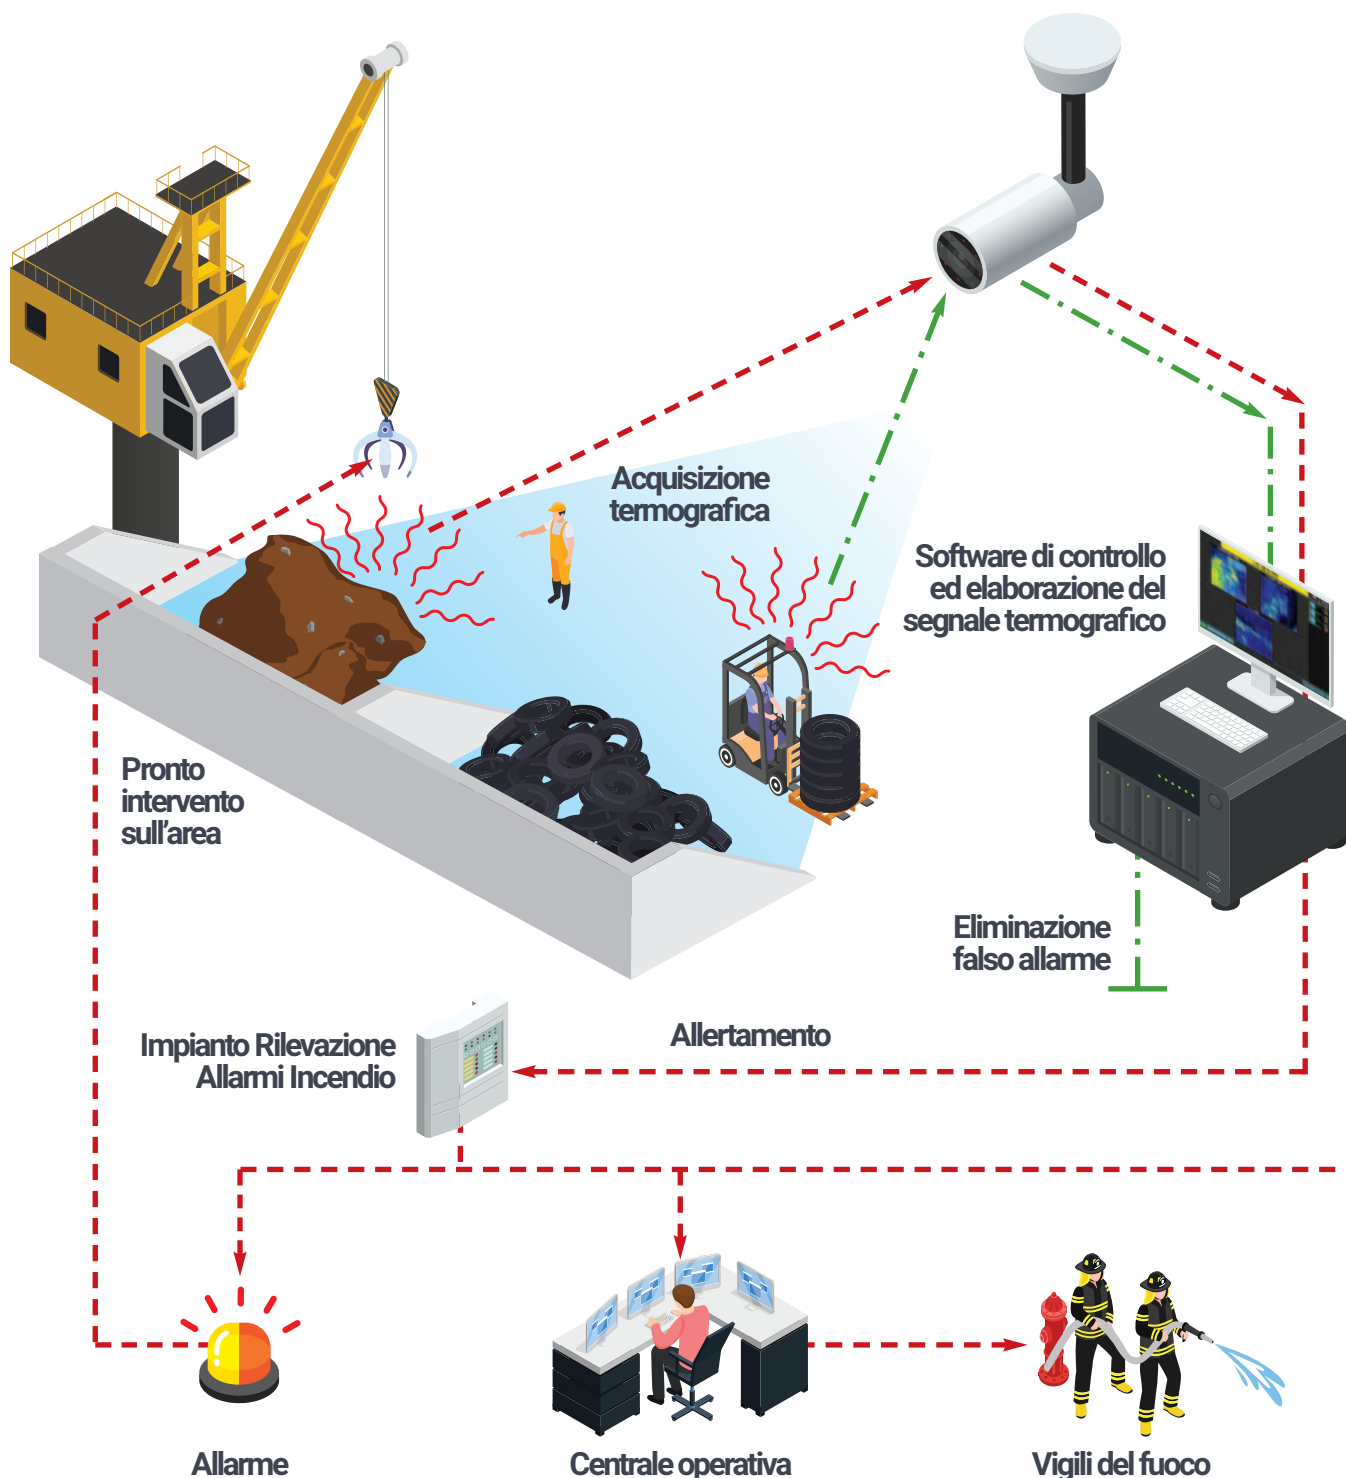 Acquisizione
termografica
Software di controllo
ed elaborazione del
segnale termografico
Pronto
intervento
sull'area
Eliminazione
falso allarme
Impianto Rilevazione
Allarmi Incendio
Allertamento
Allarme
Centrale operativa
Vigili del fuoco